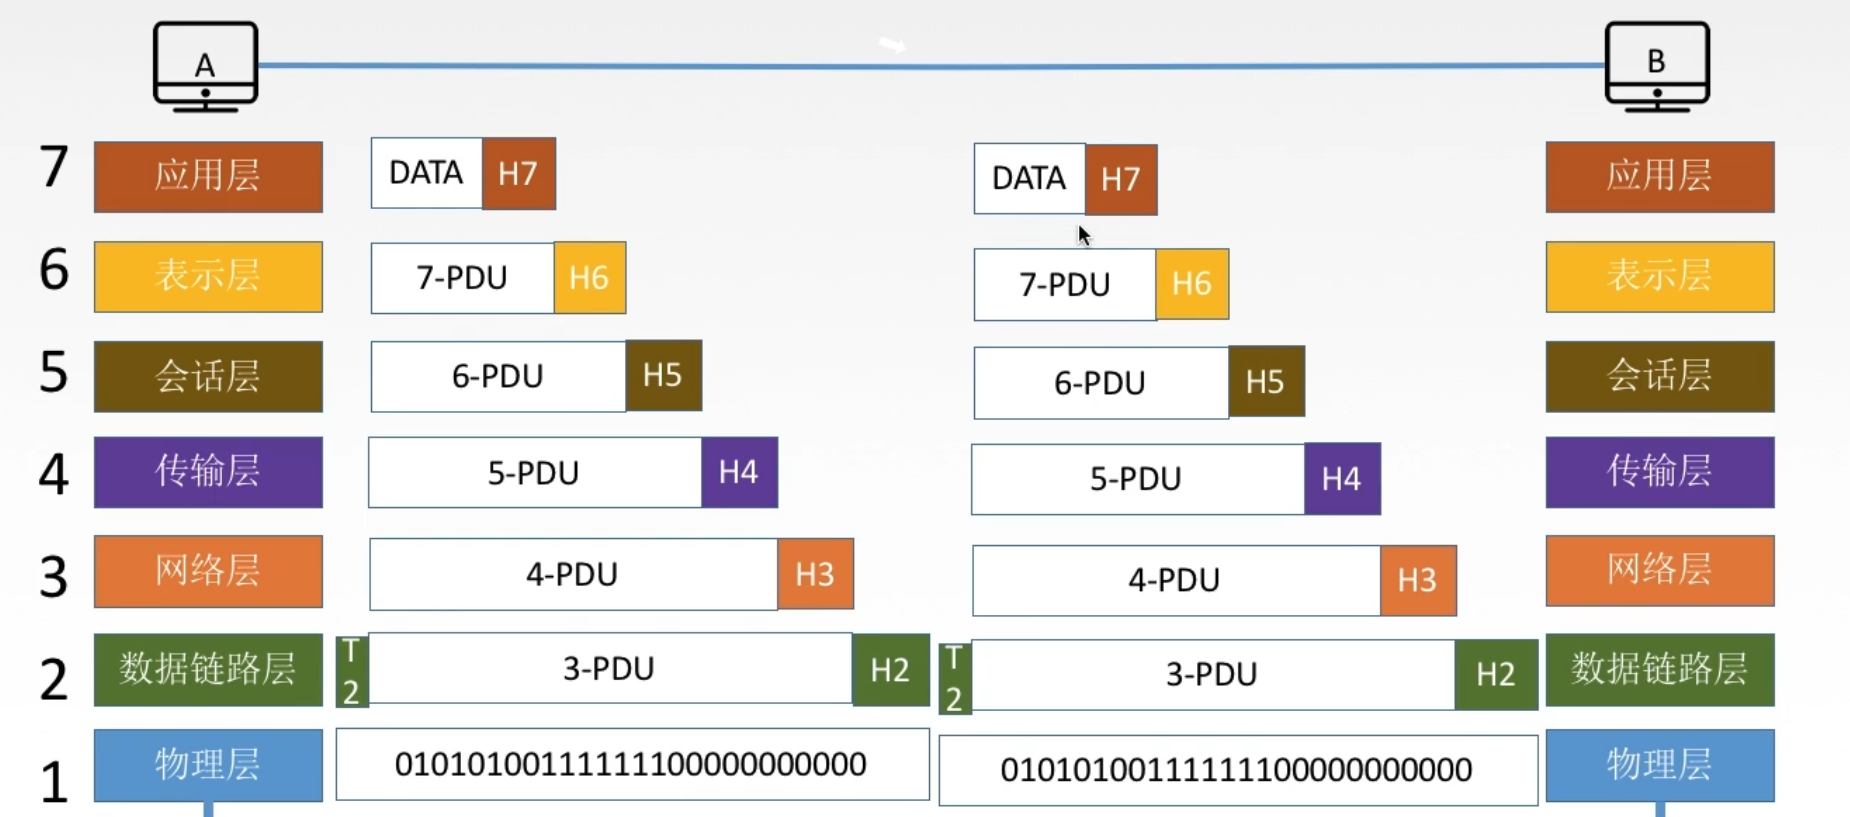 A
B
7
应用层
DATA
H7
DATA
H7
应用层
6
表示层
7-PDU
H6
7-PDU
H6
表示层
5
会话层
6-PDU
H5
6-PDU
H5
会话层
4
传输层
5-PDU
H4
5-PDU
H4
传输层
3
网络层
4-PDU
H3
4-PDU
H3
网络层
2
数据链路层
T
2
3-PDU
H2
T
2
3-PDU
H2
数据链路层
1
物理层
010101001111111100000000000
010101001111111100000000000
物理层